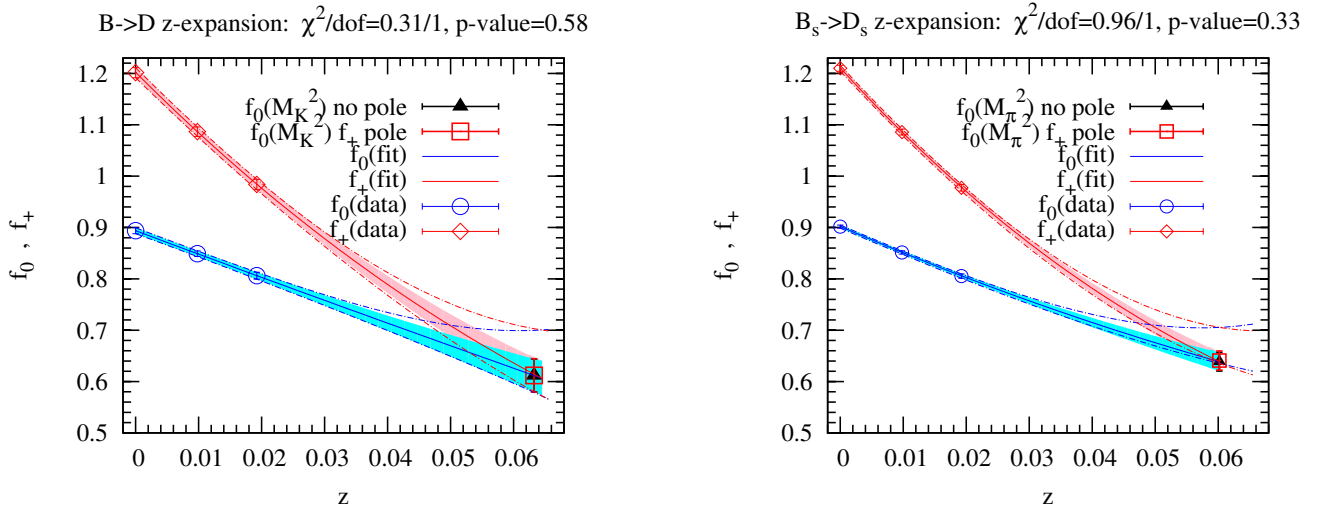 B->D z-expansion:  χ²/dof=0.31/1, p-value=0.58
f₀(M_K²) no pole
f₀(M_K²) f₊ pole
f₀(fit)
f₊(fit)
f₀(data)
f₊(data)
1.2
1.1
1
0.9
0.8
0.7
0.6
0.5
f₀ , f₊
0 0.01 0.02 0.03 0.04 0.05 0.06
z
Bₛ->Dₛ z-expansion:  χ²/dof=0.96/1, p-value=0.33
f₀(M_π²) no pole
f₀(M_π²) f₊ pole
f₀(fit)
f₊(fit)
f₀(data)
f₊(data)
1.2
1.1
1
0.9
0.8
0.7
0.6
0.5
f₀ , f₊
0 0.01 0.02 0.03 0.04 0.05 0.06
z